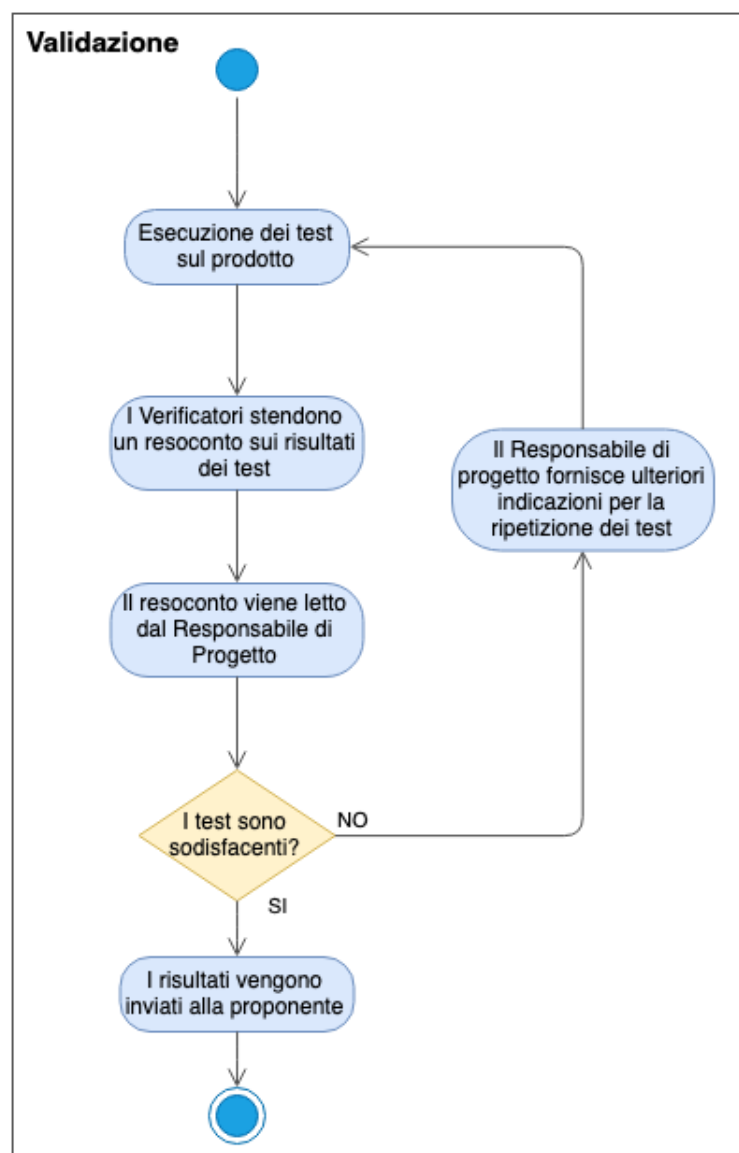 Validazione
Esecuzione dei test
sul prodotto
I Verificatori stendono
un resoconto sui risultati
dei test
Il resoconto viene letto
dal Responsabile di
Progetto
I test sono
sodisfacenti?
NO
SI
I risultati vengono
inviati alla proponente
Il Responsabile di
progetto fornisce ulteriori
indicazioni per la
ripetizione dei test